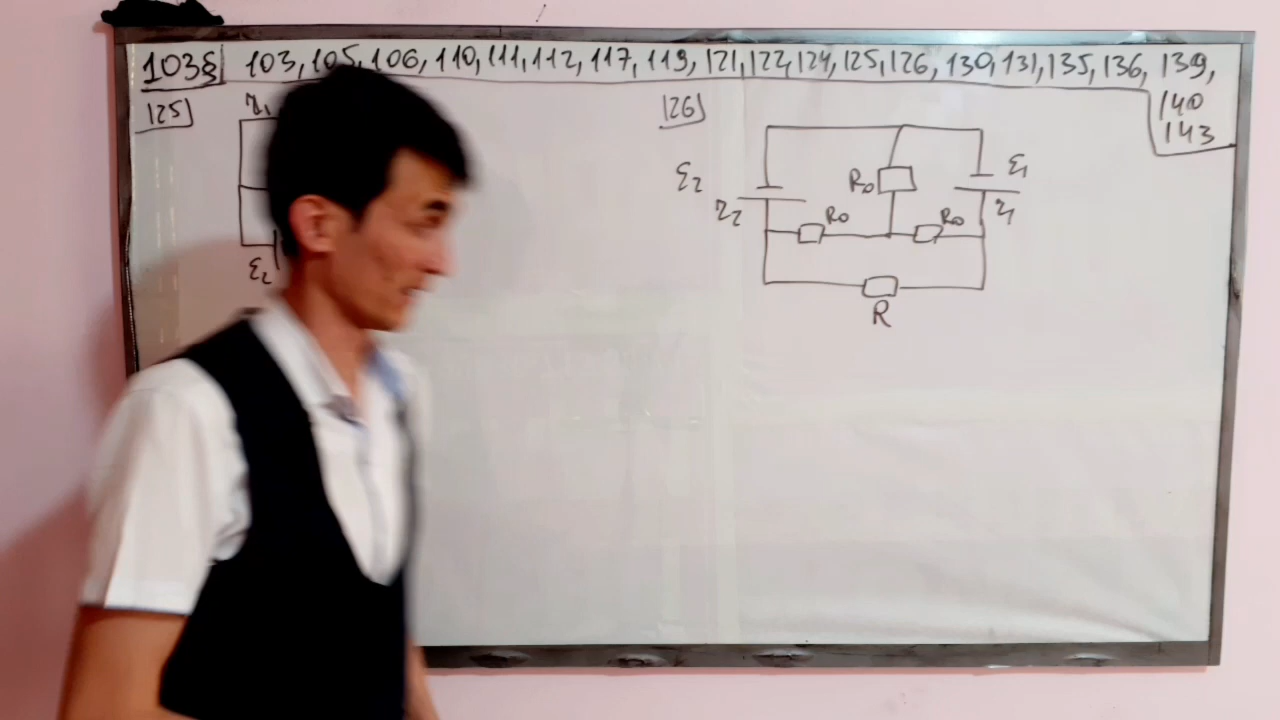 103§ 103, 105, 106, 110, 111, 112, 117, 119, 121, 122, 124, 125, 126, 130, 131, 135, 136, 139,
140
143
125)
r₁
ε₂
126)
ε₂
r₂
R₀
R₀
R₀
ε₁
r₁
R